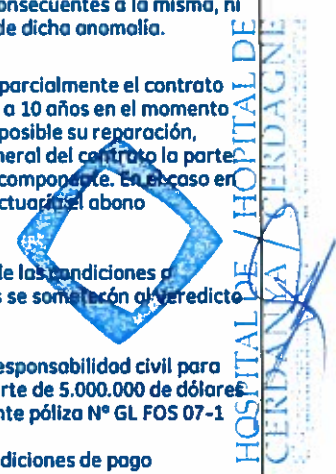 consecuentes a la misma, ni
de dicha anomalía.
parcialmente el contrato
a 10 años en el momento
posible su reparación,
neral del contrato la parte
componente. En el caso en
ctuaría el abono
de las condiciones o
s se someterán al veredicto
esponsabilidad civil para
rte de 5.000.000 de dólares
nte póliza Nº GL FOS 07-1
diciones de pago
HOSPITAL DE / HOPITAL DE
CERDANYA / CERDAGNE